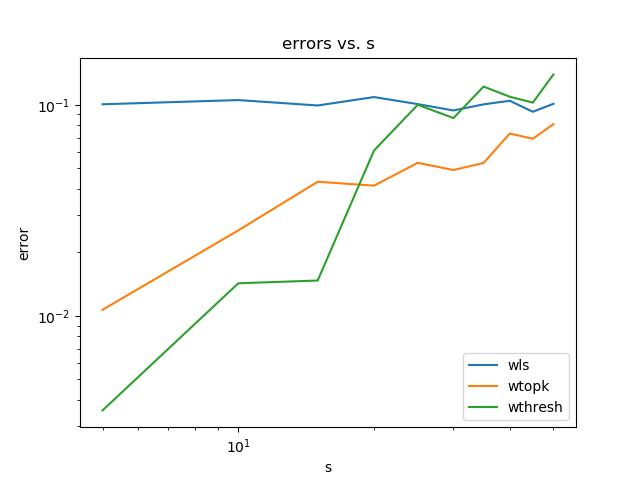 errors vs. s
error
10⁻¹
10⁻²
10¹
s
wls
wtopk
wthresh